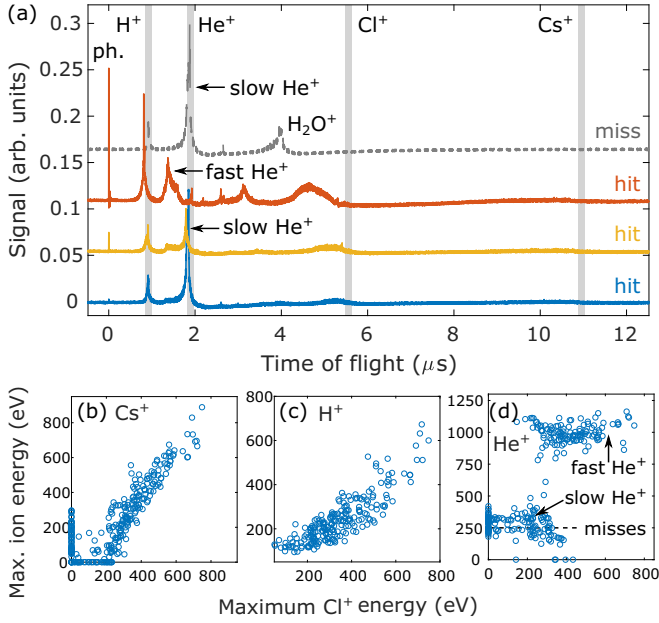 (a)
H⁺ He⁺ Cl⁺ Cs⁺
ph.
slow He⁺
H₂O⁺
miss
fast He⁺
hit
slow He⁺
hit
hit
Signal (arb. units)
0.3
0.25
0.2
0.15
0.1
0.05
0
0 2 4 6 8 10 12
Time of flight (μs)
(b) Cs⁺
Max. ion energy (eV)
800
600
400
200
0
0 200 400 600 800
(c) H⁺
800
600
400
200
200 400 600 800
(d)
He⁺
fast He⁺
slow He⁺
misses
1250
1000
750
500
250
0
0 200 400 600 800
Maximum Cl⁺ energy (eV)